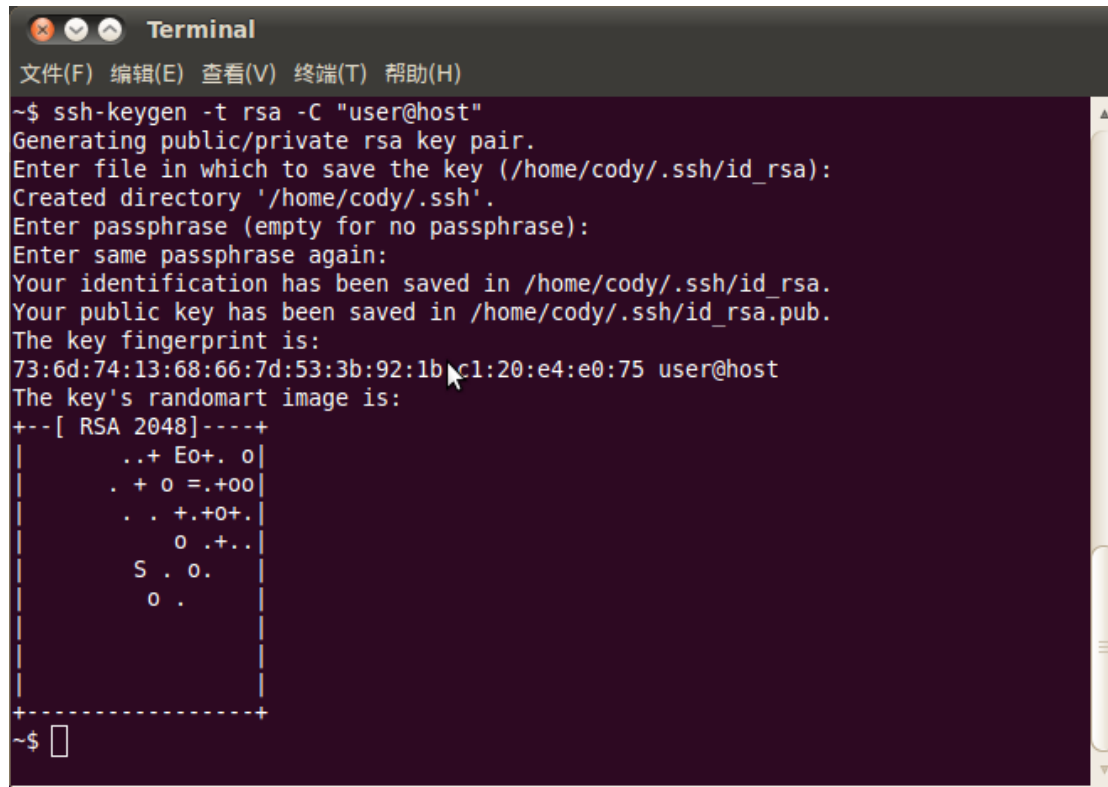 Terminal
文件(F) 编辑(E) 查看(V) 终端(T) 帮助(H)
~$ ssh-keygen -t rsa -C "user@host"
Generating public/private rsa key pair.
Enter file in which to save the key (/home/cody/.ssh/id_rsa):
Created directory '/home/cody/.ssh'.
Enter passphrase (empty for no passphrase):
Enter same passphrase again:
Your identification has been saved in /home/cody/.ssh/id_rsa.
Your public key has been saved in /home/cody/.ssh/id_rsa.pub.
The key fingerprint is:
73:6d:74:13:68:66:7d:53:3b:92:1b:c1:20:e4:e0:75 user@host
The key's randomart image is:
+--[ RSA 2048]----+
|       ..+ Eo+. o|
|      . + o =.+oo|
|       . . +.+o+.|
|           o .+..|
|        S . o.   |
|         o .     |
|                 |
|                 |
|                 |
+-----------------+
~$